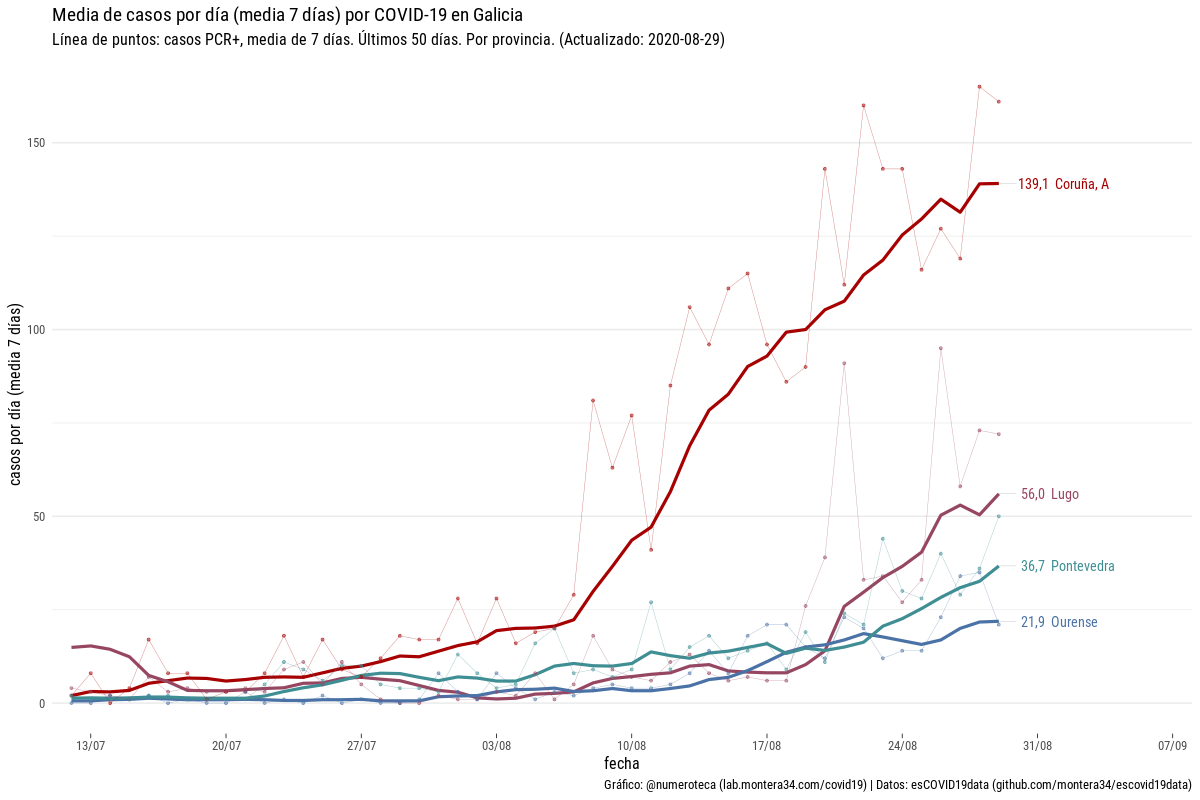 Media de casos por día (media 7 días) por COVID-19 en Galicia
Línea de puntos: casos PCR+, media de 7 días. Últimos 50 días. Por provincia. (Actualizado: 2020-08-29)
casos por día (media 7 días)
150
100
50
0
139,1 Coruña, A
56,0 Lugo
36,7 Pontevedra
21,9 Ourense
13/07
20/07
27/07
03/08
10/08
17/08
24/08
31/08
07/09
fecha
Gráfico: @numeroteca (lab.montera34.com/covid19) | Datos: esCOVID19data (github.com/montera34/escovid19data)